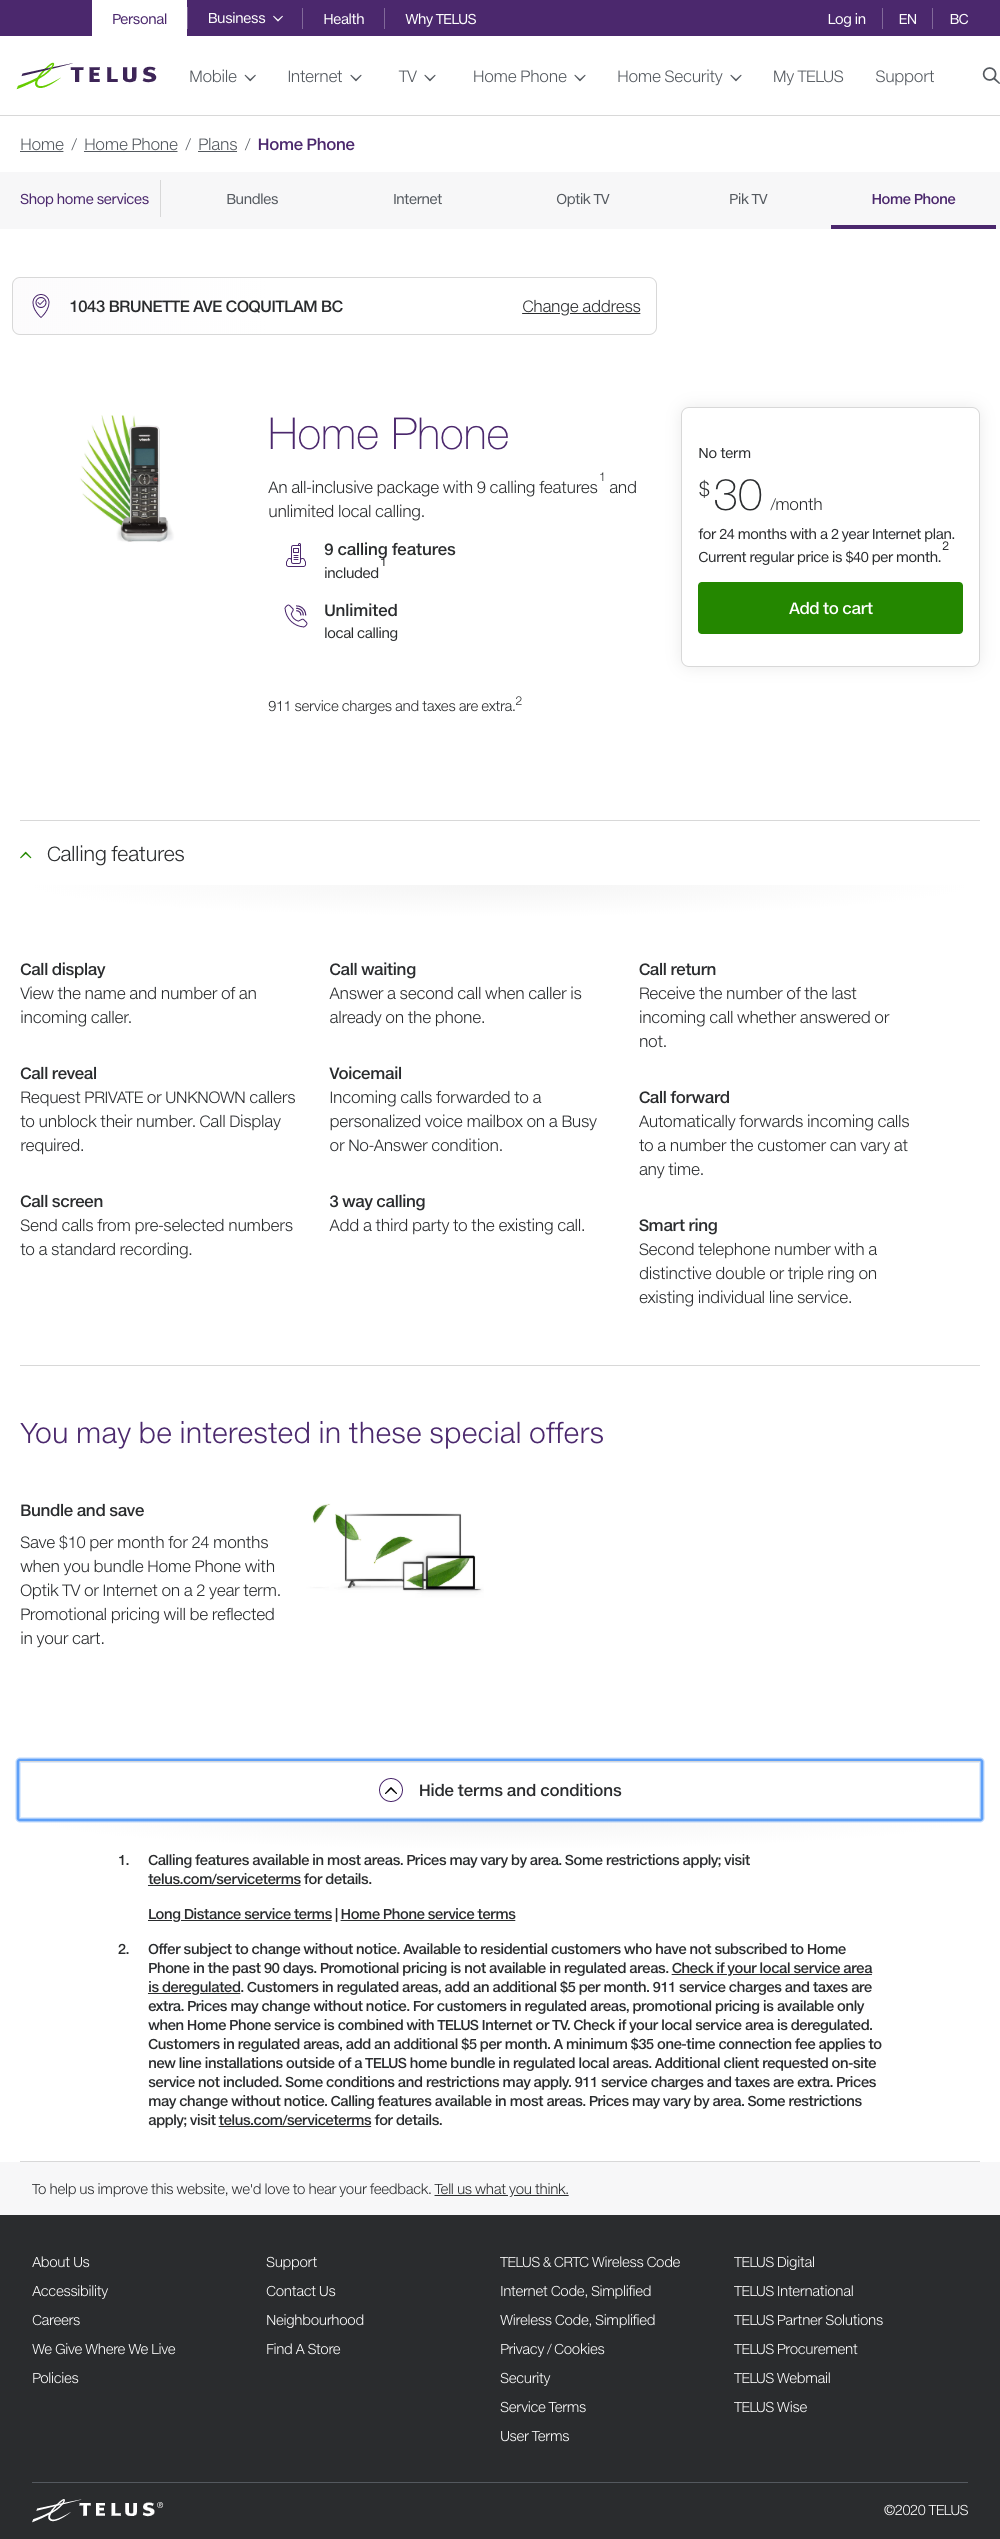 Personal
Business
Health
Why TELUS
Log in
EN
BC
TELUS
Mobile
Internet
TV
Home Phone
Home Security
My TELUS
Support
Home / Home Phone / Plans / Home Phone
Shop home services
Bundles
Internet
Optik TV
Pik TV
Home Phone
1043 BRUNETTE AVE COQUITLAM BC
Change address
Home Phone
An all-inclusive package with 9 calling features1 and
unlimited local calling.
9 calling features
included1
Unlimited
local calling
911 service charges and taxes are extra.2
No term
$30 /month
for 24 months with a 2 year Internet plan.
Current regular price is $40 per month.2
Add to cart
Calling features
Call display
View the name and number of an
incoming caller.
Call reveal
Request PRIVATE or UNKNOWN callers
to unblock their number. Call Display
required.
Call screen
Send calls from pre-selected numbers
to a standard recording.
Call waiting
Answer a second call when caller is
already on the phone.
Voicemail
Incoming calls forwarded to a
personalized voice mailbox on a Busy
or No-Answer condition.
3 way calling
Add a third party to the existing call.
Call return
Receive the number of the last
incoming call whether answered or
not.
Call forward
Automatically forwards incoming calls
to a number the customer can vary at
any time.
Smart ring
Second telephone number with a
distinctive double or triple ring on
existing individual line service.
You may be interested in these special offers
Bundle and save
Save $10 per month for 24 months
when you bundle Home Phone with
Optik TV or Internet on a 2 year term.
Promotional pricing will be reflected
in your cart.
Hide terms and conditions
1. Calling features available in most areas. Prices may vary by area. Some restrictions apply; visit
telus.com/serviceterms for details.
Long Distance service terms | Home Phone service terms
2. Offer subject to change without notice. Available to residential customers who have not subscribed to Home
Phone in the past 90 days. Promotional pricing is not available in regulated areas. Check if your local service area
is deregulated. Customers in regulated areas, add an additional $5 per month. 911 service charges and taxes are
extra. Prices may change without notice. For customers in regulated areas, promotional pricing is available only
when Home Phone service is combined with TELUS Internet or TV. Check if your local service area is deregulated.
Customers in regulated areas, add an additional $5 per month. A minimum $35 one-time connection fee applies to
new line installations outside of a TELUS home bundle in regulated local areas. Additional client requested on-site
service not included. Some conditions and restrictions may apply. 911 service charges and taxes are extra. Prices
may change without notice. Calling features available in most areas. Prices may vary by area. Some restrictions
apply; visit telus.com/serviceterms for details.
To help us improve this website, we'd love to hear your feedback. Tell us what you think.
About Us
Accessibility
Careers
We Give Where We Live
Policies
Support
Contact Us
Neighbourhood
Find A Store
TELUS & CRTC Wireless Code
Internet Code, Simplified
Wireless Code, Simplified
Privacy / Cookies
Security
Service Terms
User Terms
TELUS Digital
TELUS International
TELUS Partner Solutions
TELUS Procurement
TELUS Webmail
TELUS Wise
TELUS®
©2020 TELUS